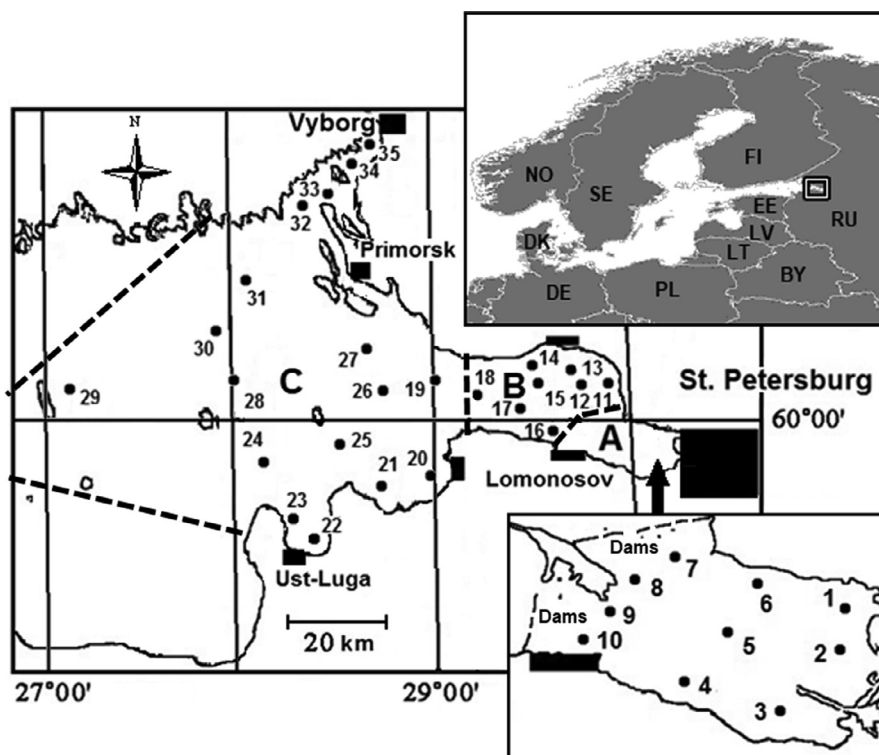 N
Vyborg
35
34
33
32
Primorsk
31
30
27
C
29
28
26
19
24
25
20
21
23
22
Ust-Luga
20 km
18
14
13
B
15
12
11
17
16
A
St. Petersburg
60°00'
Lomonosov
27°00'
29°00'
NO
SE
FI
EE
RU
LV
DK
LT
BY
DE
PL
Dams
7
8
6
1
9
Dams
10
5
2
4
3